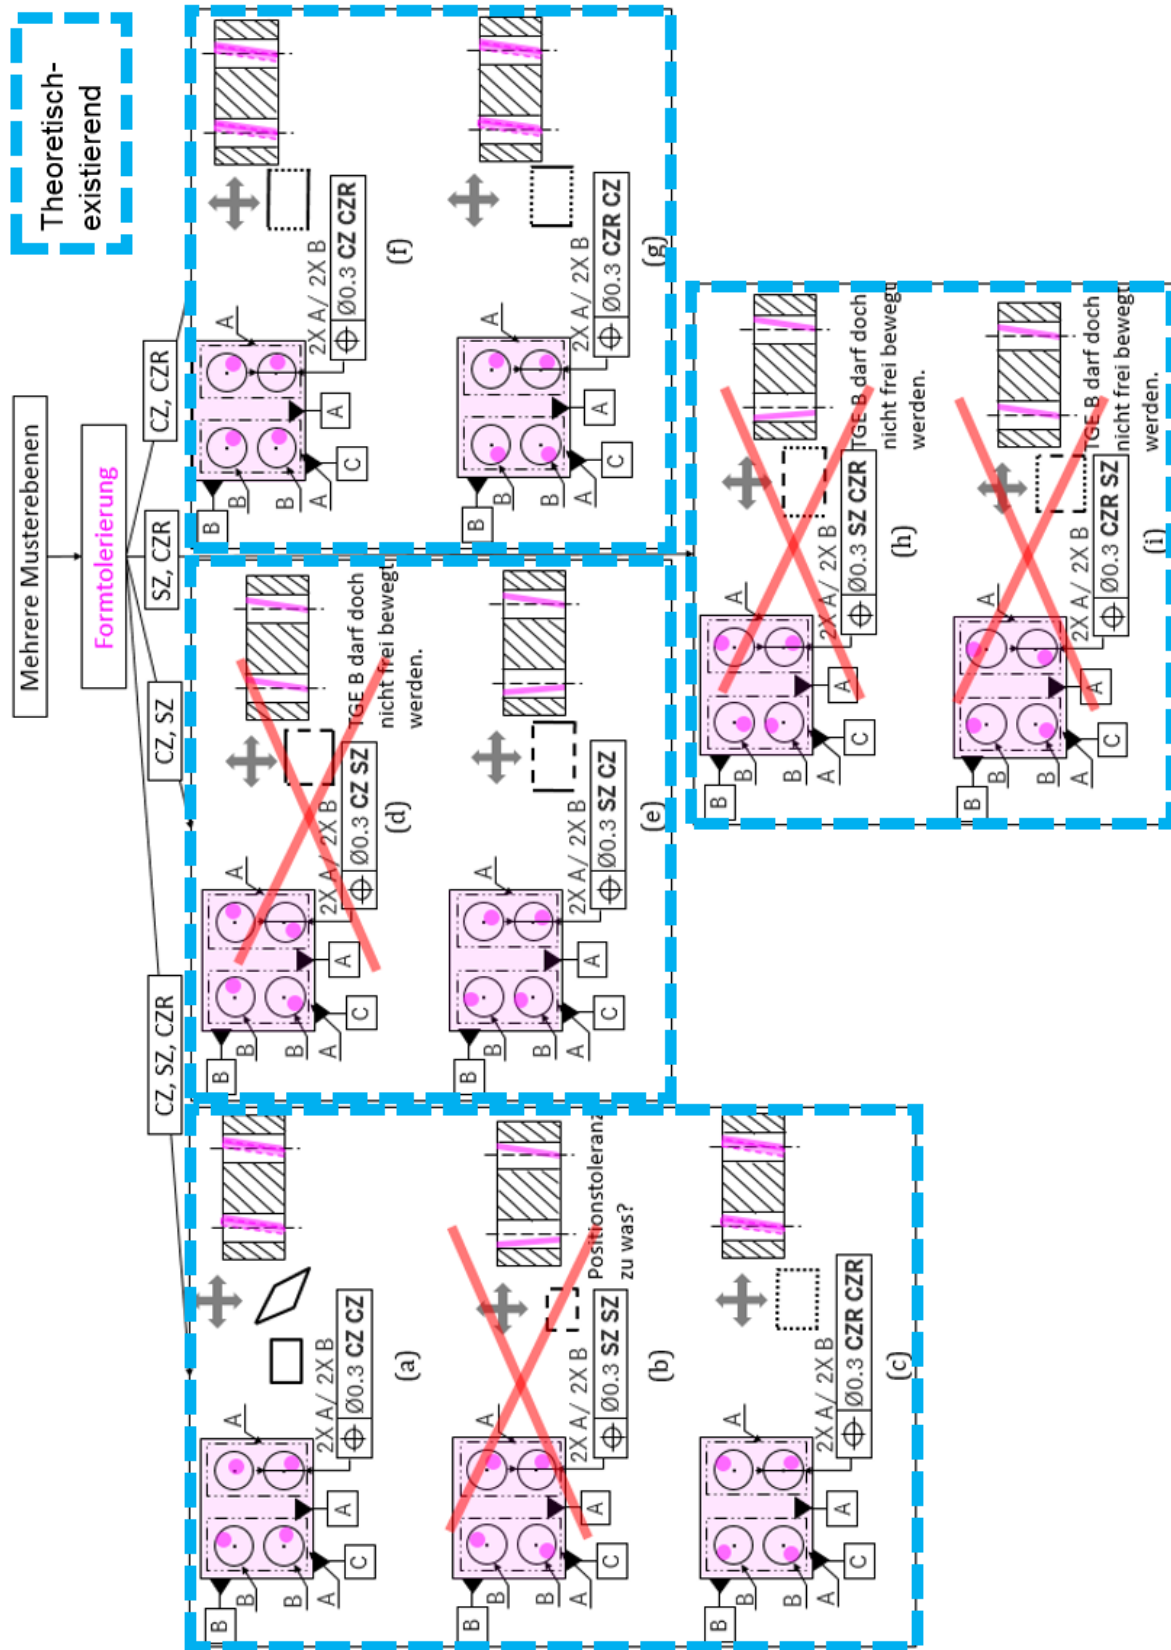 Theoretisch-
existierend
Mehrere Musterebenen
Formtolerierung
CZ, SZ, CZR
CZ, SZ
SZ, CZR
CZ, CZR
B
B
B
A
C
A
A
2X A/ 2X B
Ø0.3 CZ CZ
(a)
B
B
B
A
C
A
A
2X A/ 2X B
Ø0.3 SZ SZ
Positionstoleranz
zu was?
(b)
B
B
B
A
C
A
A
2X A/ 2X B
Ø0.3 CZR CZR
(c)
B
B
B
A
C
A
A
2X A/ 2X B
Ø0.3 CZ SZ
TGE B darf doch
nicht frei bewegt
werden.
(d)
B
B
B
A
C
A
A
2X A/ 2X B
Ø0.3 SZ CZ
(e)
B
B
B
A
C
A
A
2X A/ 2X B
Ø0.3 CZ CZR
(f)
B
B
B
A
C
A
A
2X A/ 2X B
Ø0.3 CZR CZ
(g)
B
B
B
A
C
A
A
2X A/ 2X B
Ø0.3 SZ CZR
TGE B darf doch
nicht frei bewegt
werden.
(h)
B
B
B
A
C
A
A
2X A/ 2X B
Ø0.3 CZR SZ
TGE B darf doch
nicht frei bewegt
werden.
(i)